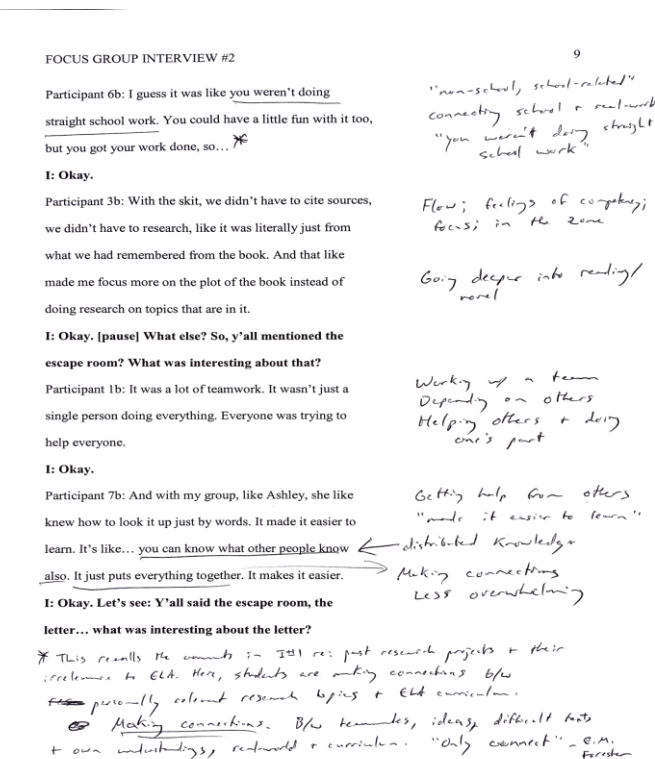 FOCUS GROUP INTERVIEW #2
9
Participant 6b: I guess it was like you weren't doing
straight school work. You could have a little fun with it too,
but you got your work done, so… *
"non-school, school-related"
connecting school + real-work
"you weren't doing straight
school work"
I: Okay.
Participant 3b: With the skit, we didn't have to cite sources,
we didn't have to research, like it was literally just from
what we had remembered from the book. And that like
made me focus more on the plot of the book instead of
doing research on topics that are in it.
Flow; feelings of competency;
focus; in the zone
Going deeper into reading/
novel
I: Okay. [pause] What else? So, y'all mentioned the
escape room? What was interesting about that?
Participant 1b: It was a lot of teamwork. It wasn't just a
single person doing everything. Everyone was trying to
help everyone.
Working w/ a team
Depending on others
Helping others + doing
one's part
I: Okay.
Participant 7b: And with my group, like Ashley, she like
knew how to look it up just by words. It made it easier to
learn. It's like… you can know what other people know
also. It just puts everything together. It makes it easier.
Getting help from others
"made it easier to learn"
distributed knowledge
Making connections
Less overwhelming
I: Okay. Let's see: Y'all said the escape room, the
letter… what was interesting about the letter?
* This recalls the comments in re: past research projects + their
irrelevance to ELA. Here, students are making connections b/w
personally relevant research topics + ELA curriculum.
Making connections. B/w teammates, ideas, difficult texts
+ own understandings, real world + curriculum. "Only connect" – E.M.
Forester